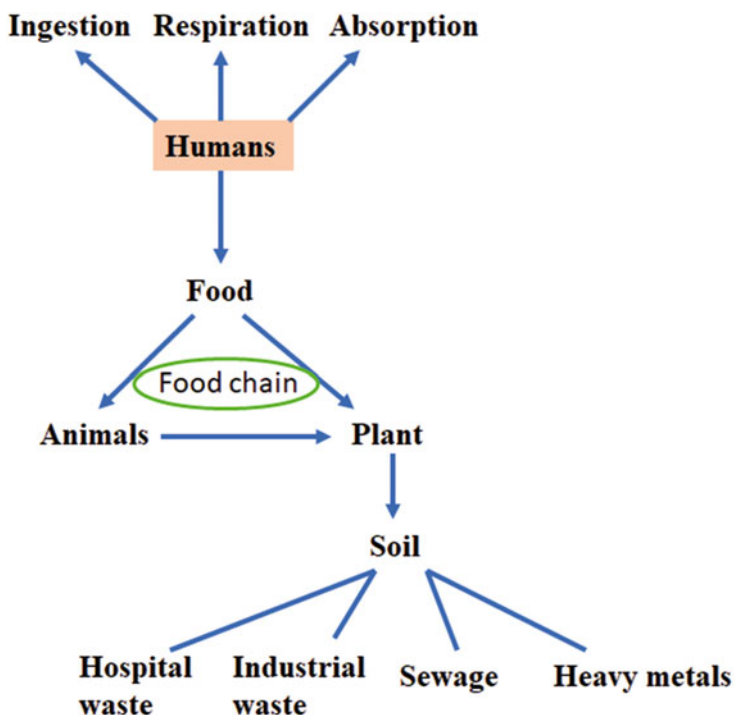 Ingestion Respiration Absorption
Humans
Food
Food chain
Animals Plant
Soil
Hospital waste
Industrial waste
Sewage
Heavy metals